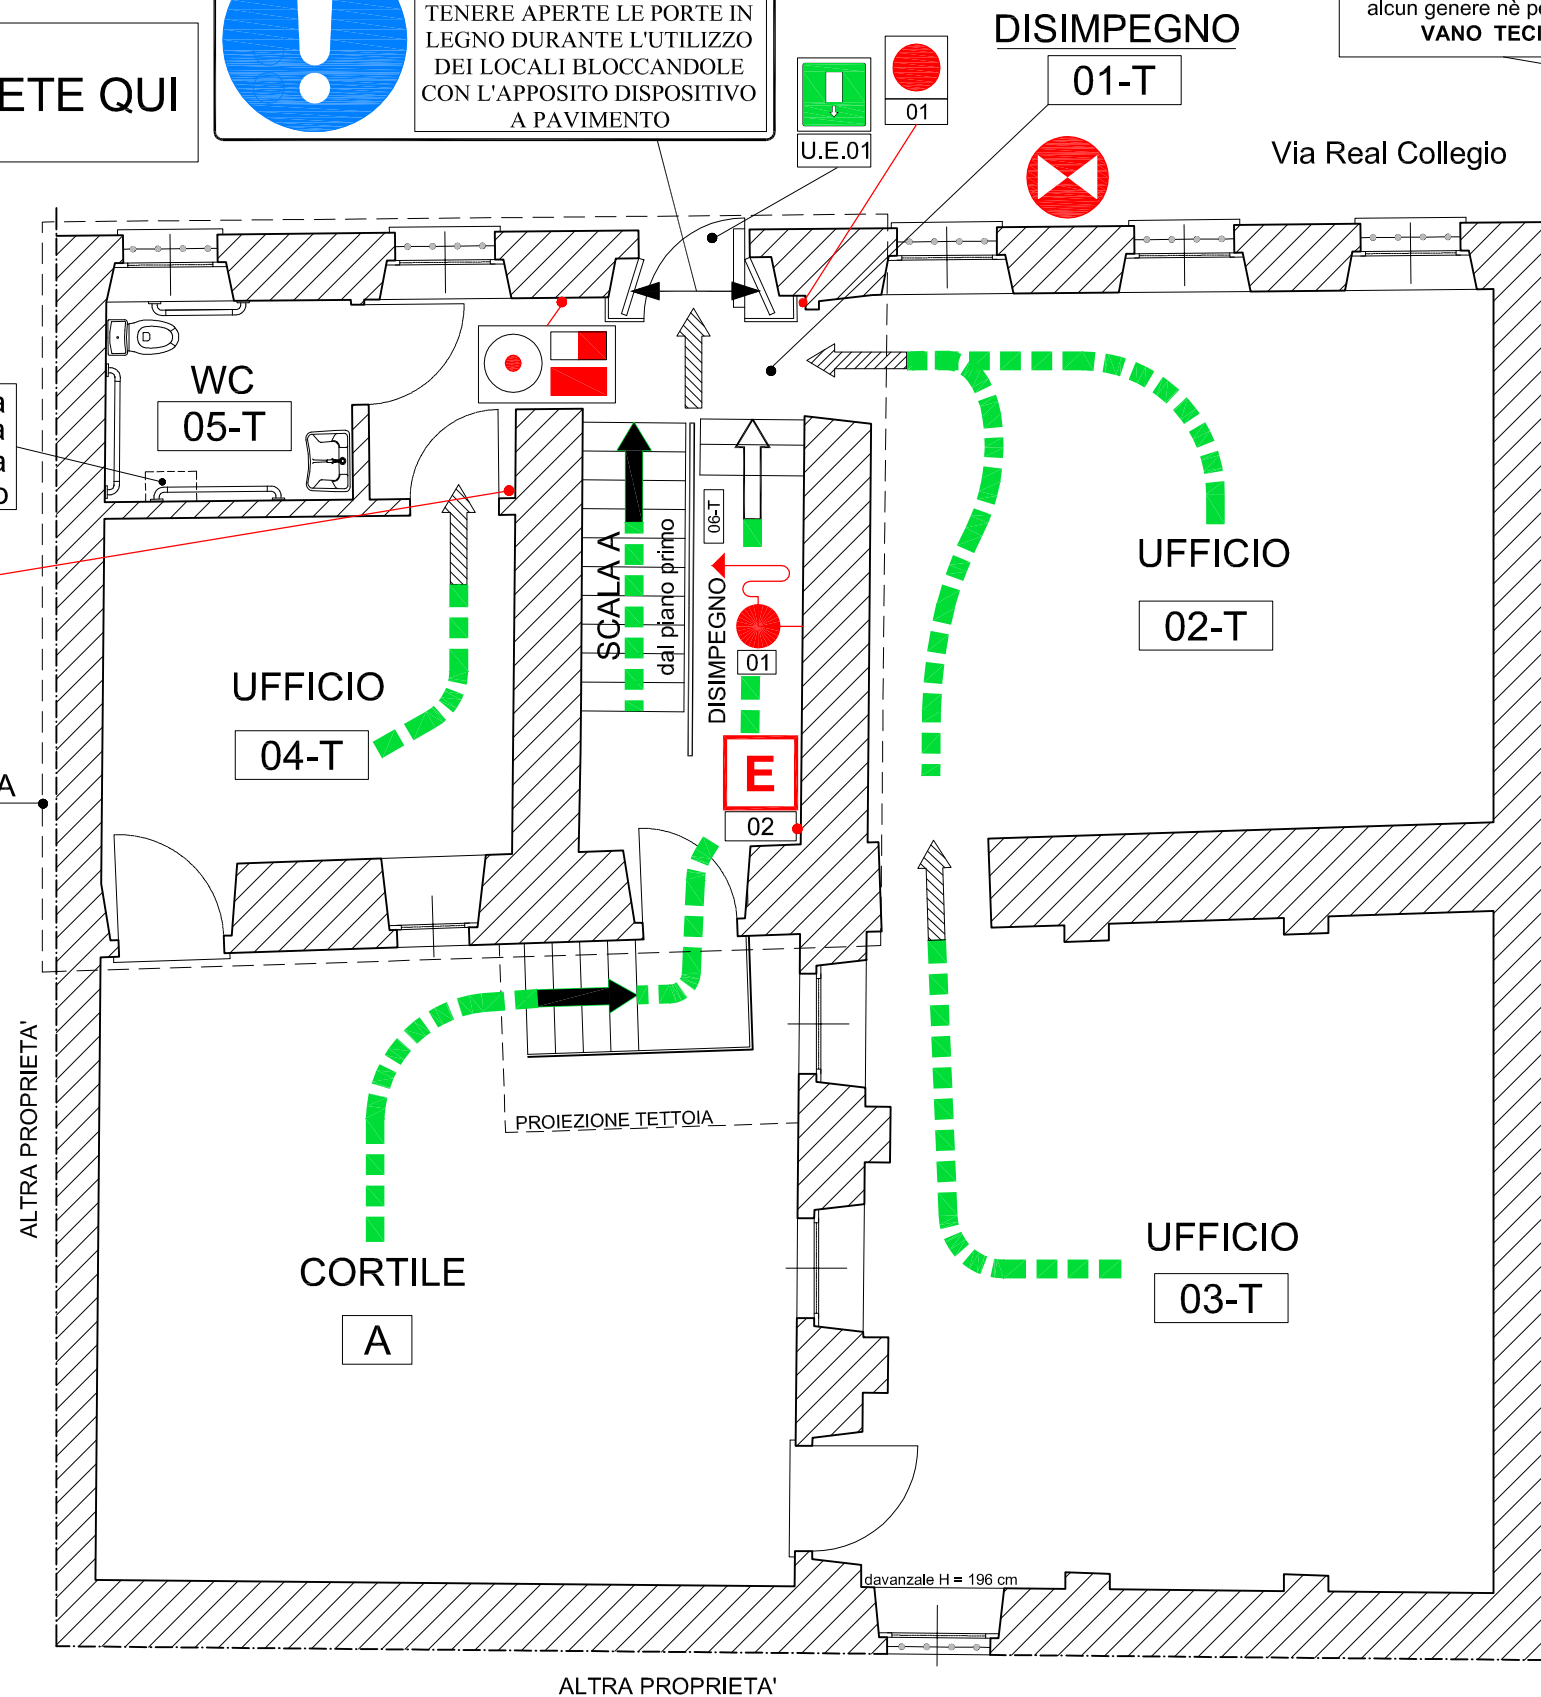 ETE QUI
TENERE APERTE LE PORTE IN
LEGNO DURANTE L'UTILIZZO
DEI LOCALI BLOCCANDOLE
CON L'APPOSITO DISPOSITIVO
A PAVIMENTO
U.E.01
01
DISIMPEGNO
01-T
alcun genere nè pe
VANO TECI
Via Real Collegio
WC
05-T
a
a
a
o
UFFICIO
04-T
SCALA A
dal piano primo
06-T
DISIMPEGNO
01
E
02
UFFICIO
02-T
A
PROIEZIONE TETTOIA
ALTRA PROPRIETA'
CORTILE
A
UFFICIO
03-T
davanzale H = 196 cm
ALTRA PROPRIETA'